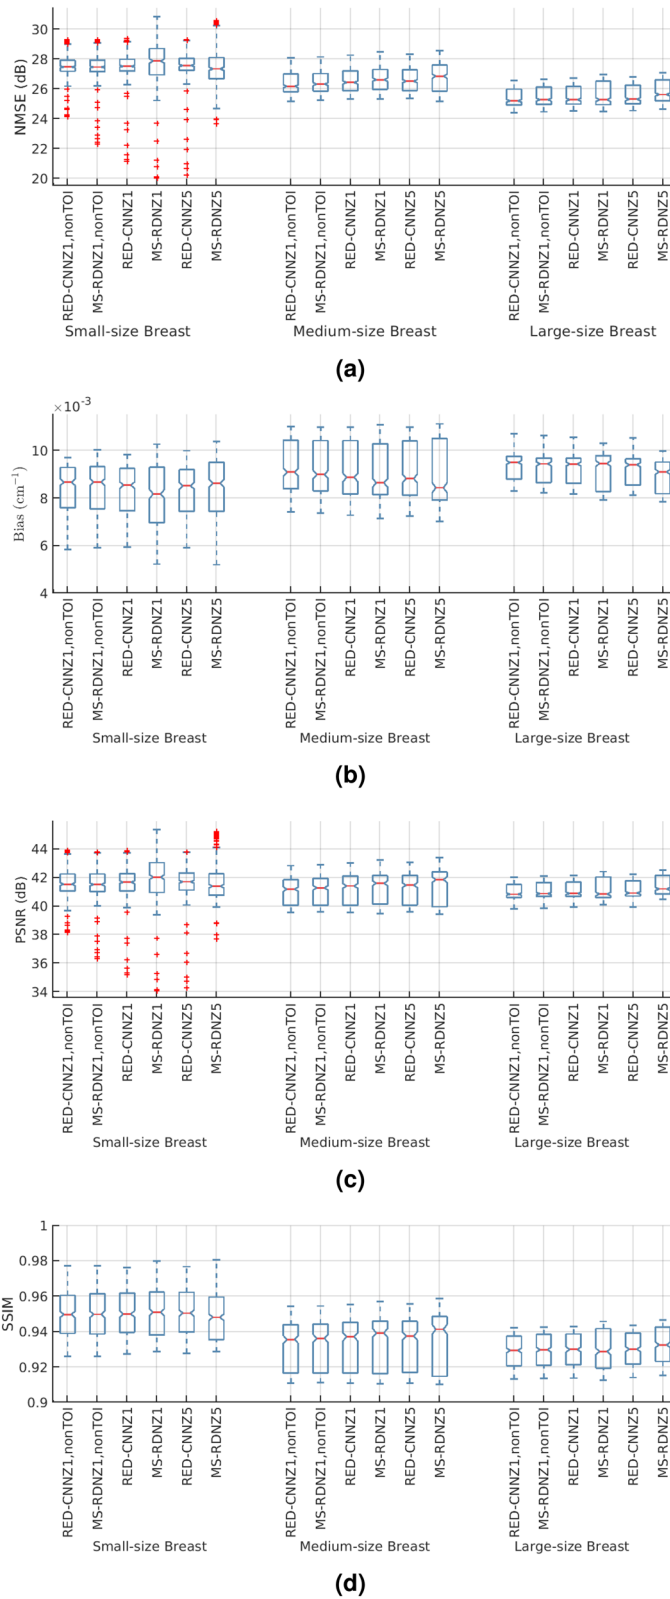 30
28
26
24
22
20
NMSE (dB)
RED-CNNZ1,nonTOI
MS-RDNZ1,nonTOI
RED-CNNZ1
MS-RDNZ1
RED-CNNZ5
MS-RDNZ5
RED-CNNZ1,nonTOI
MS-RDNZ1,nonTOI
RED-CNNZ1
MS-RDNZ1
RED-CNNZ5
MS-RDNZ5
RED-CNNZ1,nonTOI
MS-RDNZ1,nonTOI
RED-CNNZ1
MS-RDNZ1
RED-CNNZ5
MS-RDNZ5
Small-size Breast
Medium-size Breast
Large-size Breast
(a)
×10⁻³
10
8
6
4
Bias (cm⁻¹)
RED-CNNZ1,nonTOI
MS-RDNZ1,nonTOI
RED-CNNZ1
MS-RDNZ1
RED-CNNZ5
MS-RDNZ5
RED-CNNZ1,nonTOI
MS-RDNZ1,nonTOI
RED-CNNZ1
MS-RDNZ1
RED-CNNZ5
MS-RDNZ5
RED-CNNZ1,nonTOI
MS-RDNZ1,nonTOI
RED-CNNZ1
MS-RDNZ1
RED-CNNZ5
MS-RDNZ5
Small-size Breast
Medium-size Breast
Large-size Breast
(b)
44
42
40
38
36
34
PSNR (dB)
RED-CNNZ1,nonTOI
MS-RDNZ1,nonTOI
RED-CNNZ1
MS-RDNZ1
RED-CNNZ5
MS-RDNZ5
RED-CNNZ1,nonTOI
MS-RDNZ1,nonTOI
RED-CNNZ1
MS-RDNZ1
RED-CNNZ5
MS-RDNZ5
RED-CNNZ1,nonTOI
MS-RDNZ1,nonTOI
RED-CNNZ1
MS-RDNZ1
RED-CNNZ5
MS-RDNZ5
Small-size Breast
Medium-size Breast
Large-size Breast
(c)
1
0.98
0.96
0.94
0.92
0.9
SSIM
RED-CNNZ1,nonTOI
MS-RDNZ1,nonTOI
RED-CNNZ1
MS-RDNZ1
RED-CNNZ5
MS-RDNZ5
RED-CNNZ1,nonTOI
MS-RDNZ1,nonTOI
RED-CNNZ1
MS-RDNZ1
RED-CNNZ5
MS-RDNZ5
RED-CNNZ1,nonTOI
MS-RDNZ1,nonTOI
RED-CNNZ1
MS-RDNZ1
RED-CNNZ5
MS-RDNZ5
Small-size Breast
Medium-size Breast
Large-size Breast
(d)